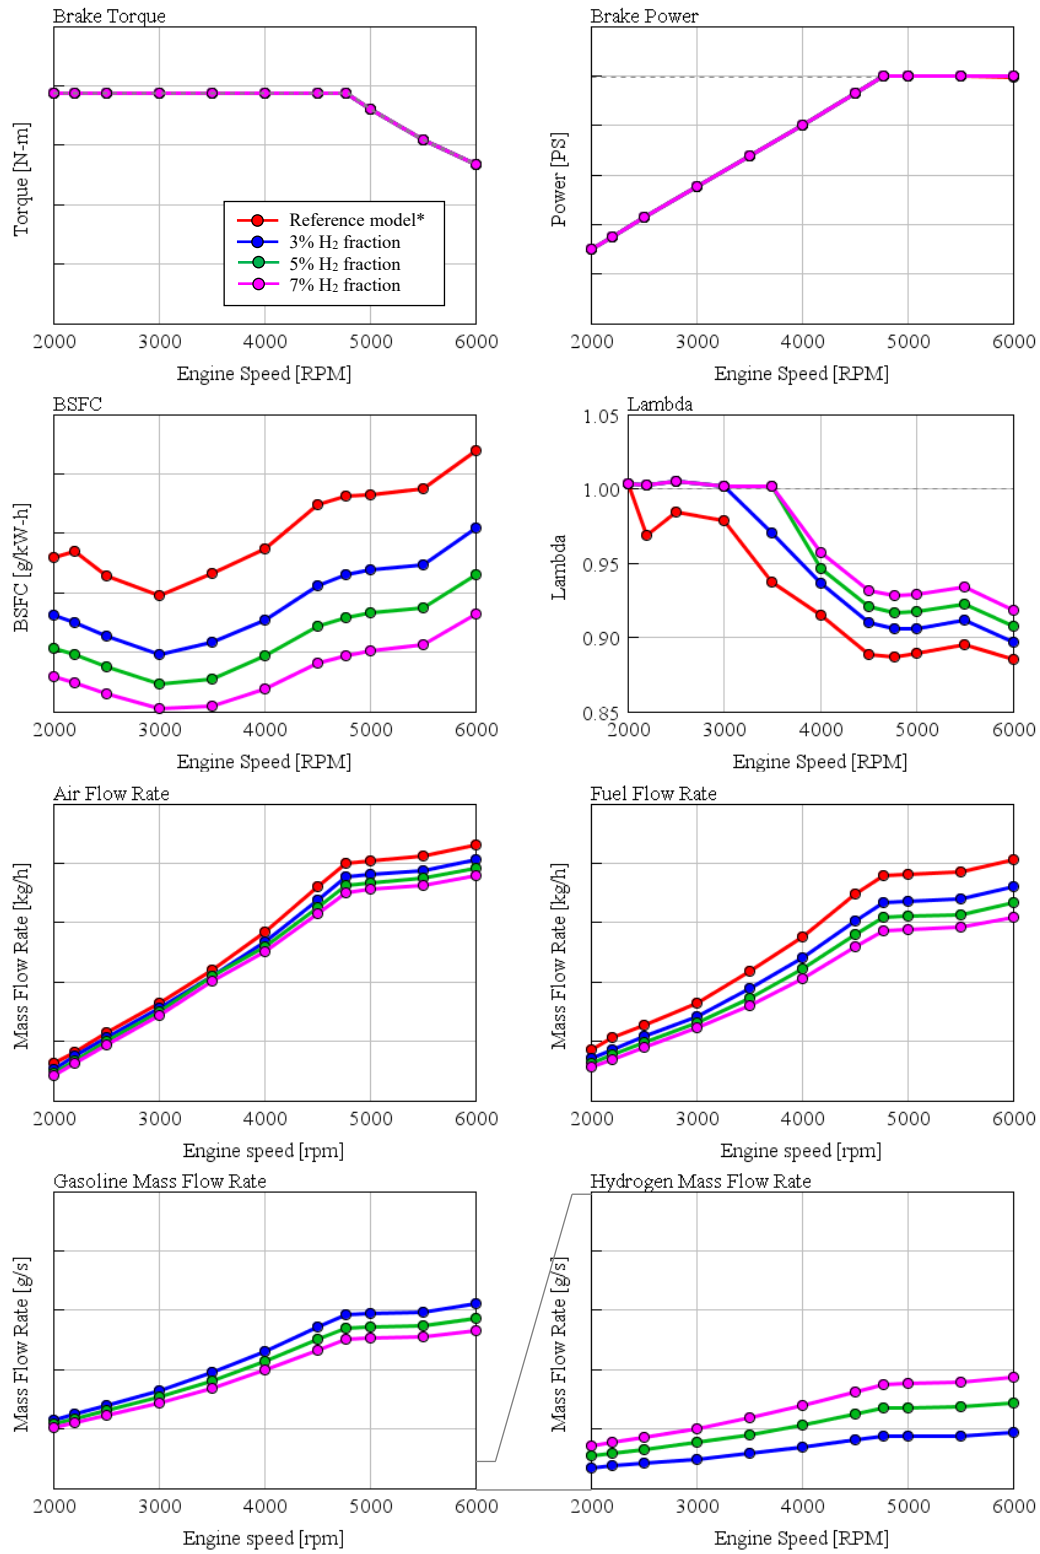 Brake Torque
Torque [N-m]
Reference model*
3% H₂ fraction
5% H₂ fraction
7% H₂ fraction
2000 3000 4000 5000 6000
Engine Speed [RPM]
Brake Power
Power [PS]
2000 3000 4000 5000 6000
Engine Speed [RPM]
BSFC
BSFC [g/kW-h]
2000 3000 4000 5000 6000
Engine Speed [RPM]
Lambda
Lambda
1.05
1.00
0.95
0.90
0.85
2000 3000 4000 5000 6000
Engine Speed [RPM]
Air Flow Rate
Mass Flow Rate [kg/h]
2000 3000 4000 5000 6000
Engine speed [rpm]
Fuel Flow Rate
Mass Flow Rate [kg/h]
2000 3000 4000 5000 6000
Engine speed [rpm]
Gasoline Mass Flow Rate
Mass Flow Rate [g/s]
2000 3000 4000 5000 6000
Engine speed [rpm]
Hydrogen Mass Flow Rate
Mass Flow Rate [g/s]
2000 3000 4000 5000 6000
Engine Speed [RPM]